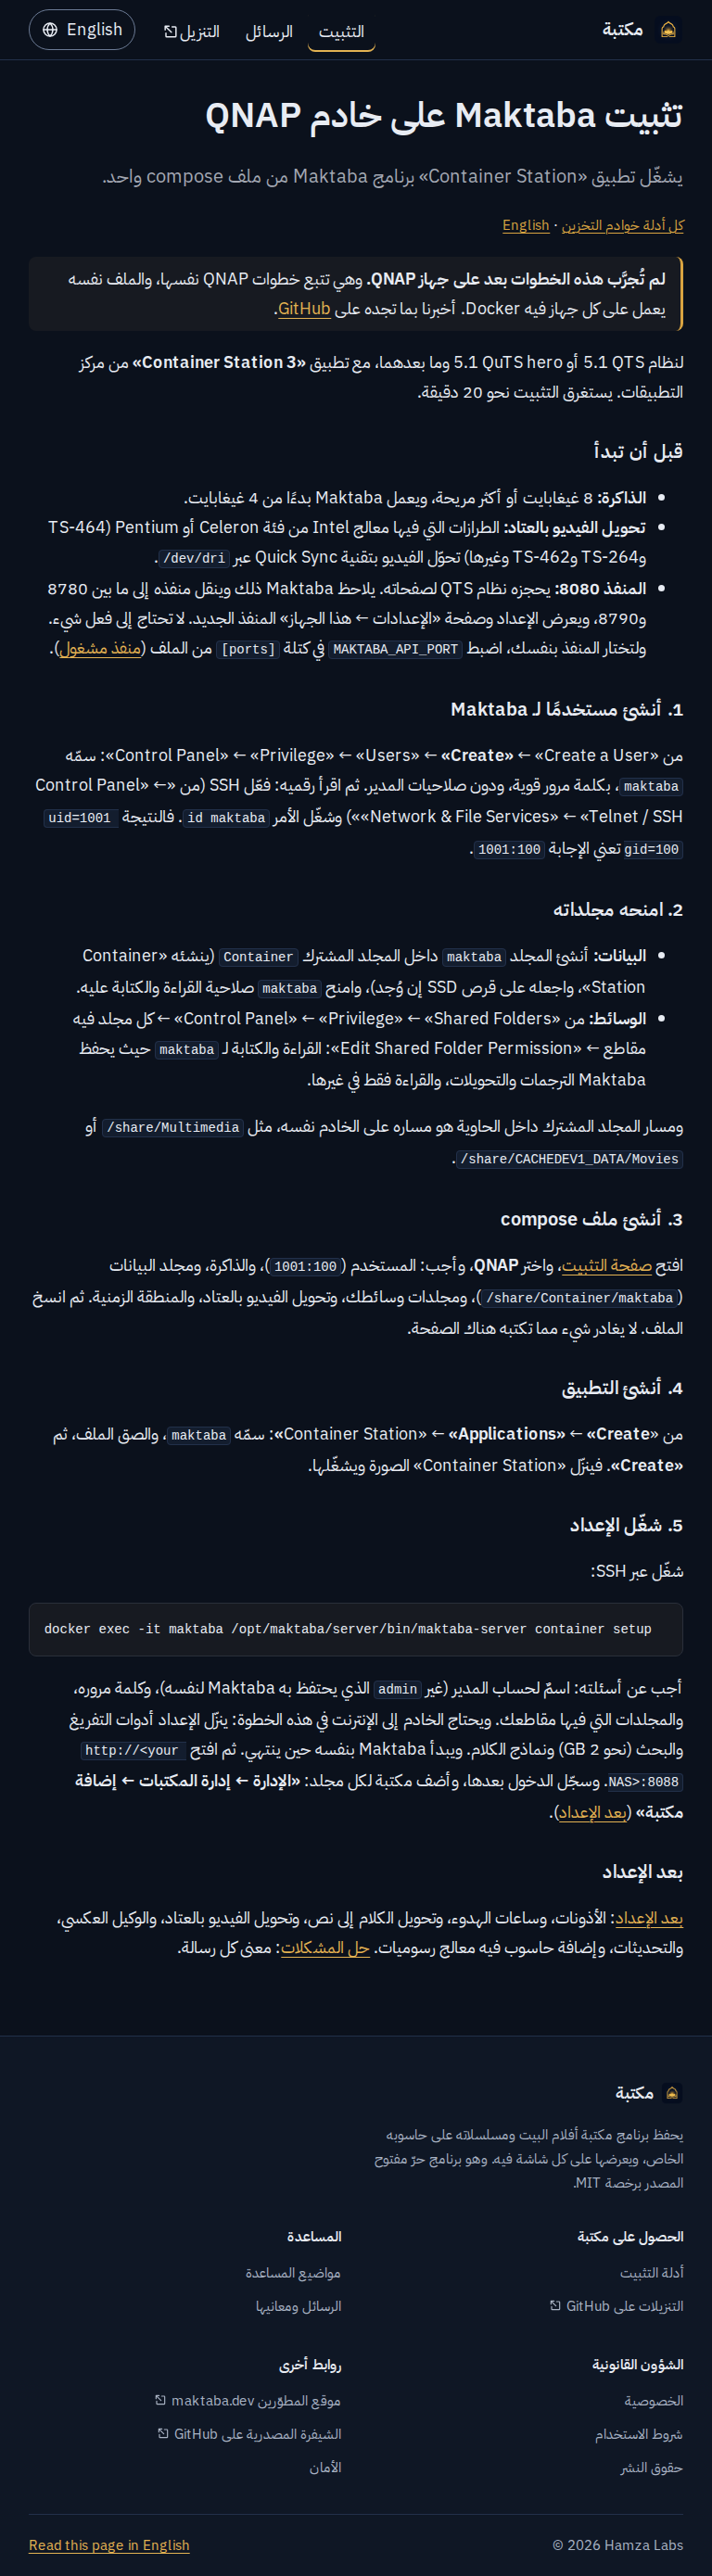 مكتبة
التثبيت
الرسائل
التنزيل
English
تثبيت Maktaba على خادم QNAP
يشغّل تطبيق «Container Station» برنامج Maktaba من ملف compose واحد.
كل أدلة خوادم التخزين · English
لم تُجرَّب هذه الخطوات بعد على جهاز QNAP. وهي تتبع خطوات QNAP نفسها، والملف نفسه
يعمل على كل جهاز فيه Docker. أخبرنا بما تجده على GitHub.
لنظام QTS 5.1 أو QuTS hero 5.1 وما بعدهما، مع تطبيق «Container Station 3» من مركز
التطبيقات. يستغرق التثبيت نحو 20 دقيقة.
قبل أن تبدأ
الذاكرة: 8 غيغابايت أو أكثر مريحة، ويعمل Maktaba بدءًا من 4 غيغابايت.
تحويل الفيديو بالعتاد: الطرازات التي فيها معالج Intel من فئة Celeron أو Pentium (TS-464
وTS-264 وTS-462 وغيرها) تحوّل الفيديو بتقنية Quick Sync عبر /dev/dri.
المنفذ 8080: يحجزه نظام QTS لصفحاته. يلاحظ Maktaba ذلك وينقل منفذه إلى ما بين 8780
و8790، ويعرض الإعداد وصفحة «الإعدادات ← هذا الجهاز» المنفذ الجديد. لا تحتاج إلى فعل شيء.
ولتختار المنفذ بنفسك، اضبط MAKTABA_API_PORT في كتلة [ports] من الملف (منفذ مشغول).
1. أنشئ مستخدمًا لـ Maktaba
من «Control Panel» ← «Privilege» ← «Users» ← «Create» ← «Create a User»: سمّه
maktaba، بكلمة مرور قوية، ودون صلاحيات المدير. ثم اقرأ رقميه: فعّل SSH (من «Control Panel» ←
«Network & File Services» ← «Telnet / SSH») وشغّل الأمر id maktaba. فالنتيجة uid=1001
gid=100 تعني الإجابة 1001:100.
2. امنحه مجلداته
البيانات: أنشئ المجلد maktaba داخل المجلد المشترك Container (ينشئه «Container
Station»، واجعله على قرص SSD إن وُجد)، وامنح maktaba صلاحية القراءة والكتابة عليه.
الوسائط: من «Control Panel» ← «Privilege» ← «Shared Folders» ← كل مجلد فيه
مقاطع ← «Edit Shared Folder Permission»: القراءة والكتابة لـ maktaba حيث يحفظ
Maktaba الترجمات والتحويلات، والقراءة فقط في غيرها.
ومسار المجلد المشترك داخل الحاوية هو مساره على الخادم نفسه، مثل /share/Multimedia أو
/share/CACHEDEV1_DATA/Movies.
3. أنشئ ملف compose
افتح صفحة التثبيت، واختر QNAP، وأجب: المستخدم (1001:100)، والذاكرة، ومجلد البيانات
(/share/Container/maktaba)، ومجلدات وسائطك، وتحويل الفيديو بالعتاد، والمنطقة الزمنية. ثم انسخ
الملف. لا يغادر شيء مما تكتبه هناك الصفحة.
4. أنشئ التطبيق
من «Container Station» ← «Applications» ← «Create»: سمّه maktaba، والصق الملف، ثم
«Create». فينزّل «Container Station» الصورة ويشغّلها.
5. شغّل الإعداد
شغّل عبر SSH:
docker exec -it maktaba /opt/maktaba/server/bin/maktaba-server container setup
أجب عن أسئلته: اسمٌ لحساب المدير (غير admin الذي يحتفظ به Maktaba لنفسه)، وكلمة مروره،
والمجلدات التي فيها مقاطعك. ويحتاج الخادم إلى الإنترنت في هذه الخطوة: ينزّل الإعداد أدوات التفريغ
والبحث (نحو 2 GB) ونماذج الكلام. ويبدأ Maktaba بنفسه حين ينتهي. ثم افتح http://<your
NAS>:8088. وسجّل الدخول بعدها، وأضف مكتبة لكل مجلد: «الإدارة ← إدارة المكتبات ← إضافة
مكتبة» (بعد الإعداد).
بعد الإعداد
بعد الإعداد: الأذونات، وساعات الهدوء، وتحويل الكلام إلى نص، وتحويل الفيديو بالعتاد، والوكيل العكسي،
والتحديثات، وإضافة حاسوب فيه معالج رسوميات. حل المشكلات: معنى كل رسالة.
مكتبة
يحفظ برنامج مكتبة أفلام البيت ومسلسلاته على حاسوبه
الخاص، ويعرضها على كل شاشة فيه. وهو برنامج حرّ مفتوح
المصدر برخصة MIT.
الحصول على مكتبة
أدلة التثبيت
التنزيلات على GitHub
المساعدة
مواضيع المساعدة
الرسائل ومعانيها
الشؤون القانونية
الخصوصية
شروط الاستخدام
حقوق النشر
روابط أخرى
موقع المطوّرين maktaba.dev
الشيفرة المصدرية على GitHub
الأمان
© 2026 Hamza Labs
Read this page in English